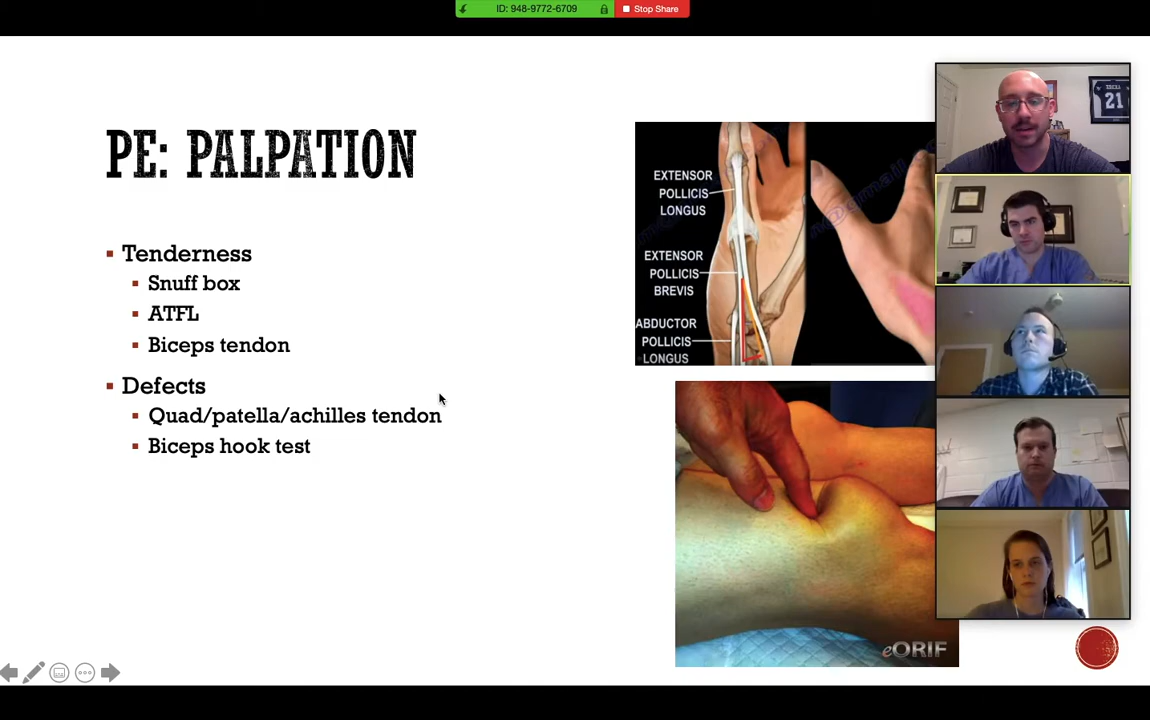 ID: 948-9772-6709
Stop Share
PE: PALPATION
Tenderness
Snuff box
ATFL
Biceps tendon
Defects
Quad/patella/achilles tendon
Biceps hook test
EXTENSOR
POLLICIS
LONGUS
EXTENSOR
POLLICIS
BREVIS
ABDUCTOR
POLLICIS
LONGUS
eORIF
21